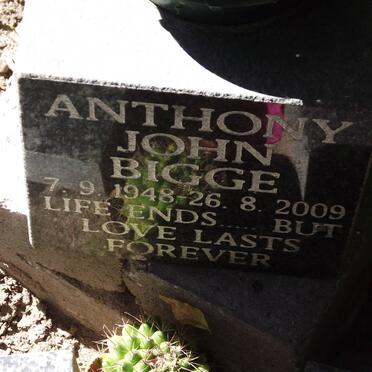 ANTHONY
JOHN
BIGGE
7. 9. 1948-26. 8. 2009
LIFE ENDS..... BUT
LOVE LASTS
FOREVER